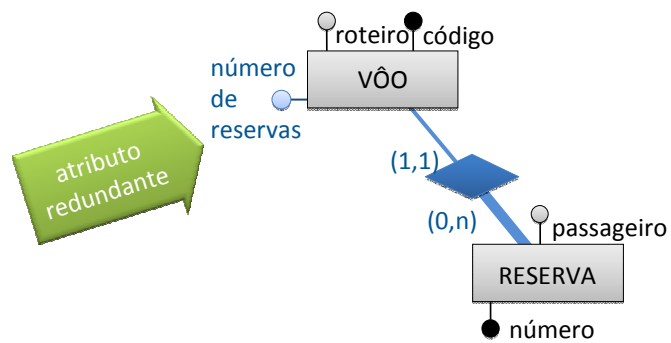 roteiro
código
VÔO
número
de
reservas
atributo
redundante
(1,1)
(0,n)
passageiro
RESERVA
número